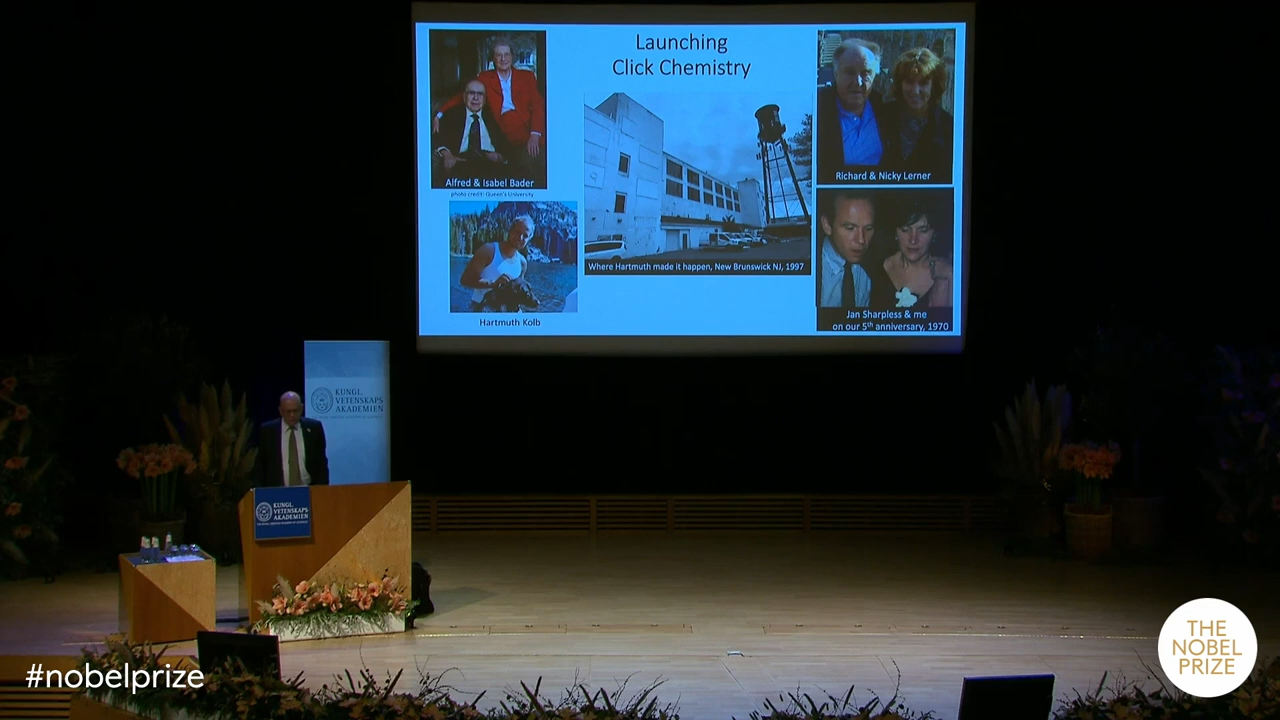 Launching
Click Chemistry
Alfred & Isabel Bader
photo credit: Queen's University
Hartmuth Kolb
Where Hartmuth made it happen, New Brunswick NJ, 1997
Richard & Nicky Lerner
Jan Sharpless & me
on our 5th anniversary, 1970
KUNGL.
VETENSKAPS
AKADEMIEN
KUNGL.
VETENSKAPS
AKADEMIEN
#nobelprize
THE
NOBEL
PRIZE